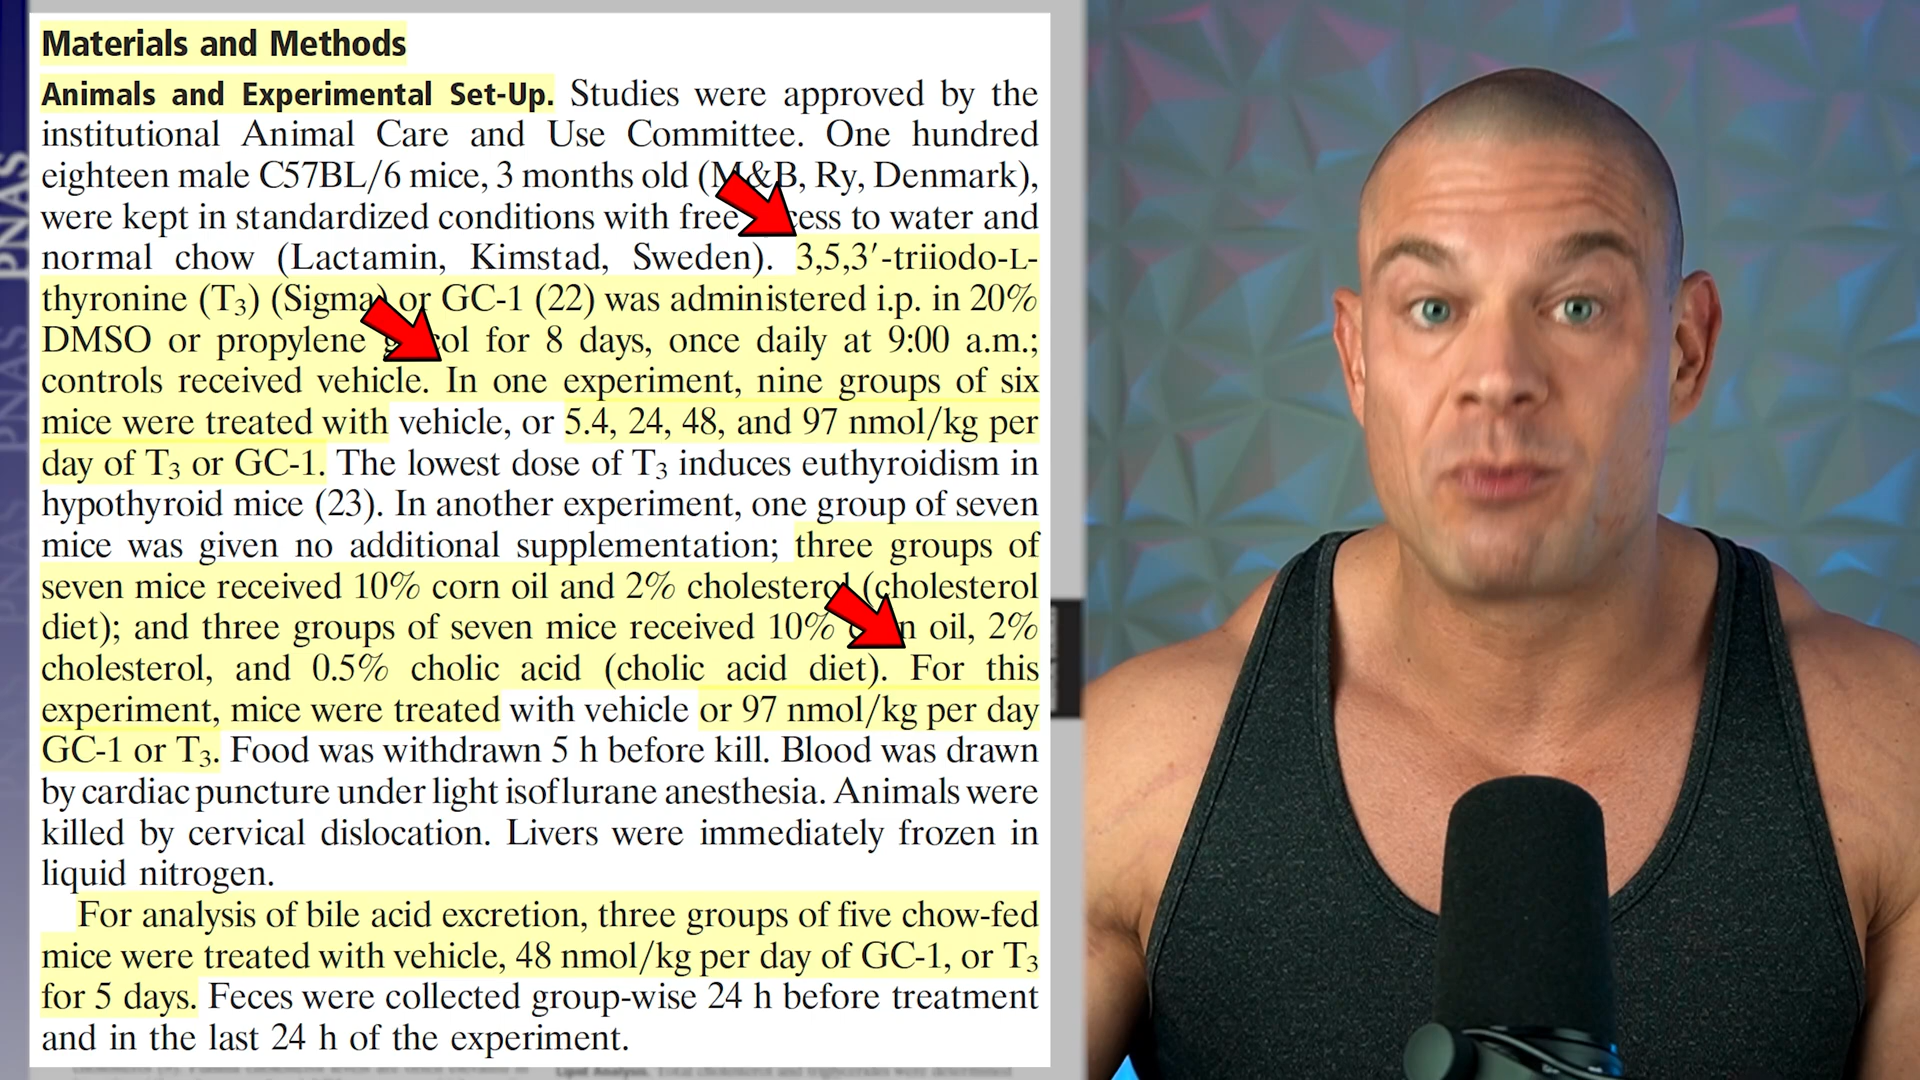 Materials and Methods
Animals and Experimental Set-Up. Studies were approved by the
institutional Animal Care and Use Committee. One hundred
eighteen male C57BL/6 mice, 3 months old (M&B, Ry, Denmark),
were kept in standardized conditions with free cess to water and
normal chow (Lactamin, Kimstad, Sweden). 3,5,3′-triiodo-L-
thyronine (T₃) (Sigma) or GC-1 (22) was administered i.p. in 20%
DMSO or propylene col for 8 days, once daily at 9:00 a.m.;
controls received vehicle. In one experiment, nine groups of six
mice were treated with vehicle, or 5.4, 24, 48, and 97 nmol/kg per
day of T₃ or GC-1. The lowest dose of T₃ induces euthyroidism in
hypothyroid mice (23). In another experiment, one group of seven
mice was given no additional supplementation; three groups of
seven mice received 10% corn oil and 2% cholesterol (cholesterol
diet); and three groups of seven mice received 10% n oil, 2%
cholesterol, and 0.5% cholic acid (cholic acid diet). For this
experiment, mice were treated with vehicle or 97 nmol/kg per day
GC-1 or T₃. Food was withdrawn 5 h before kill. Blood was drawn
by cardiac puncture under light isoflurane anesthesia. Animals were
killed by cervical dislocation. Livers were immediately frozen in
liquid nitrogen.
For analysis of bile acid excretion, three groups of five chow-fed
mice were treated with vehicle, 48 nmol/kg per day of GC-1, or T₃
for 5 days. Feces were collected group-wise 24 h before treatment
and in the last 24 h of the experiment.
PNAS
PNAS
PNAS